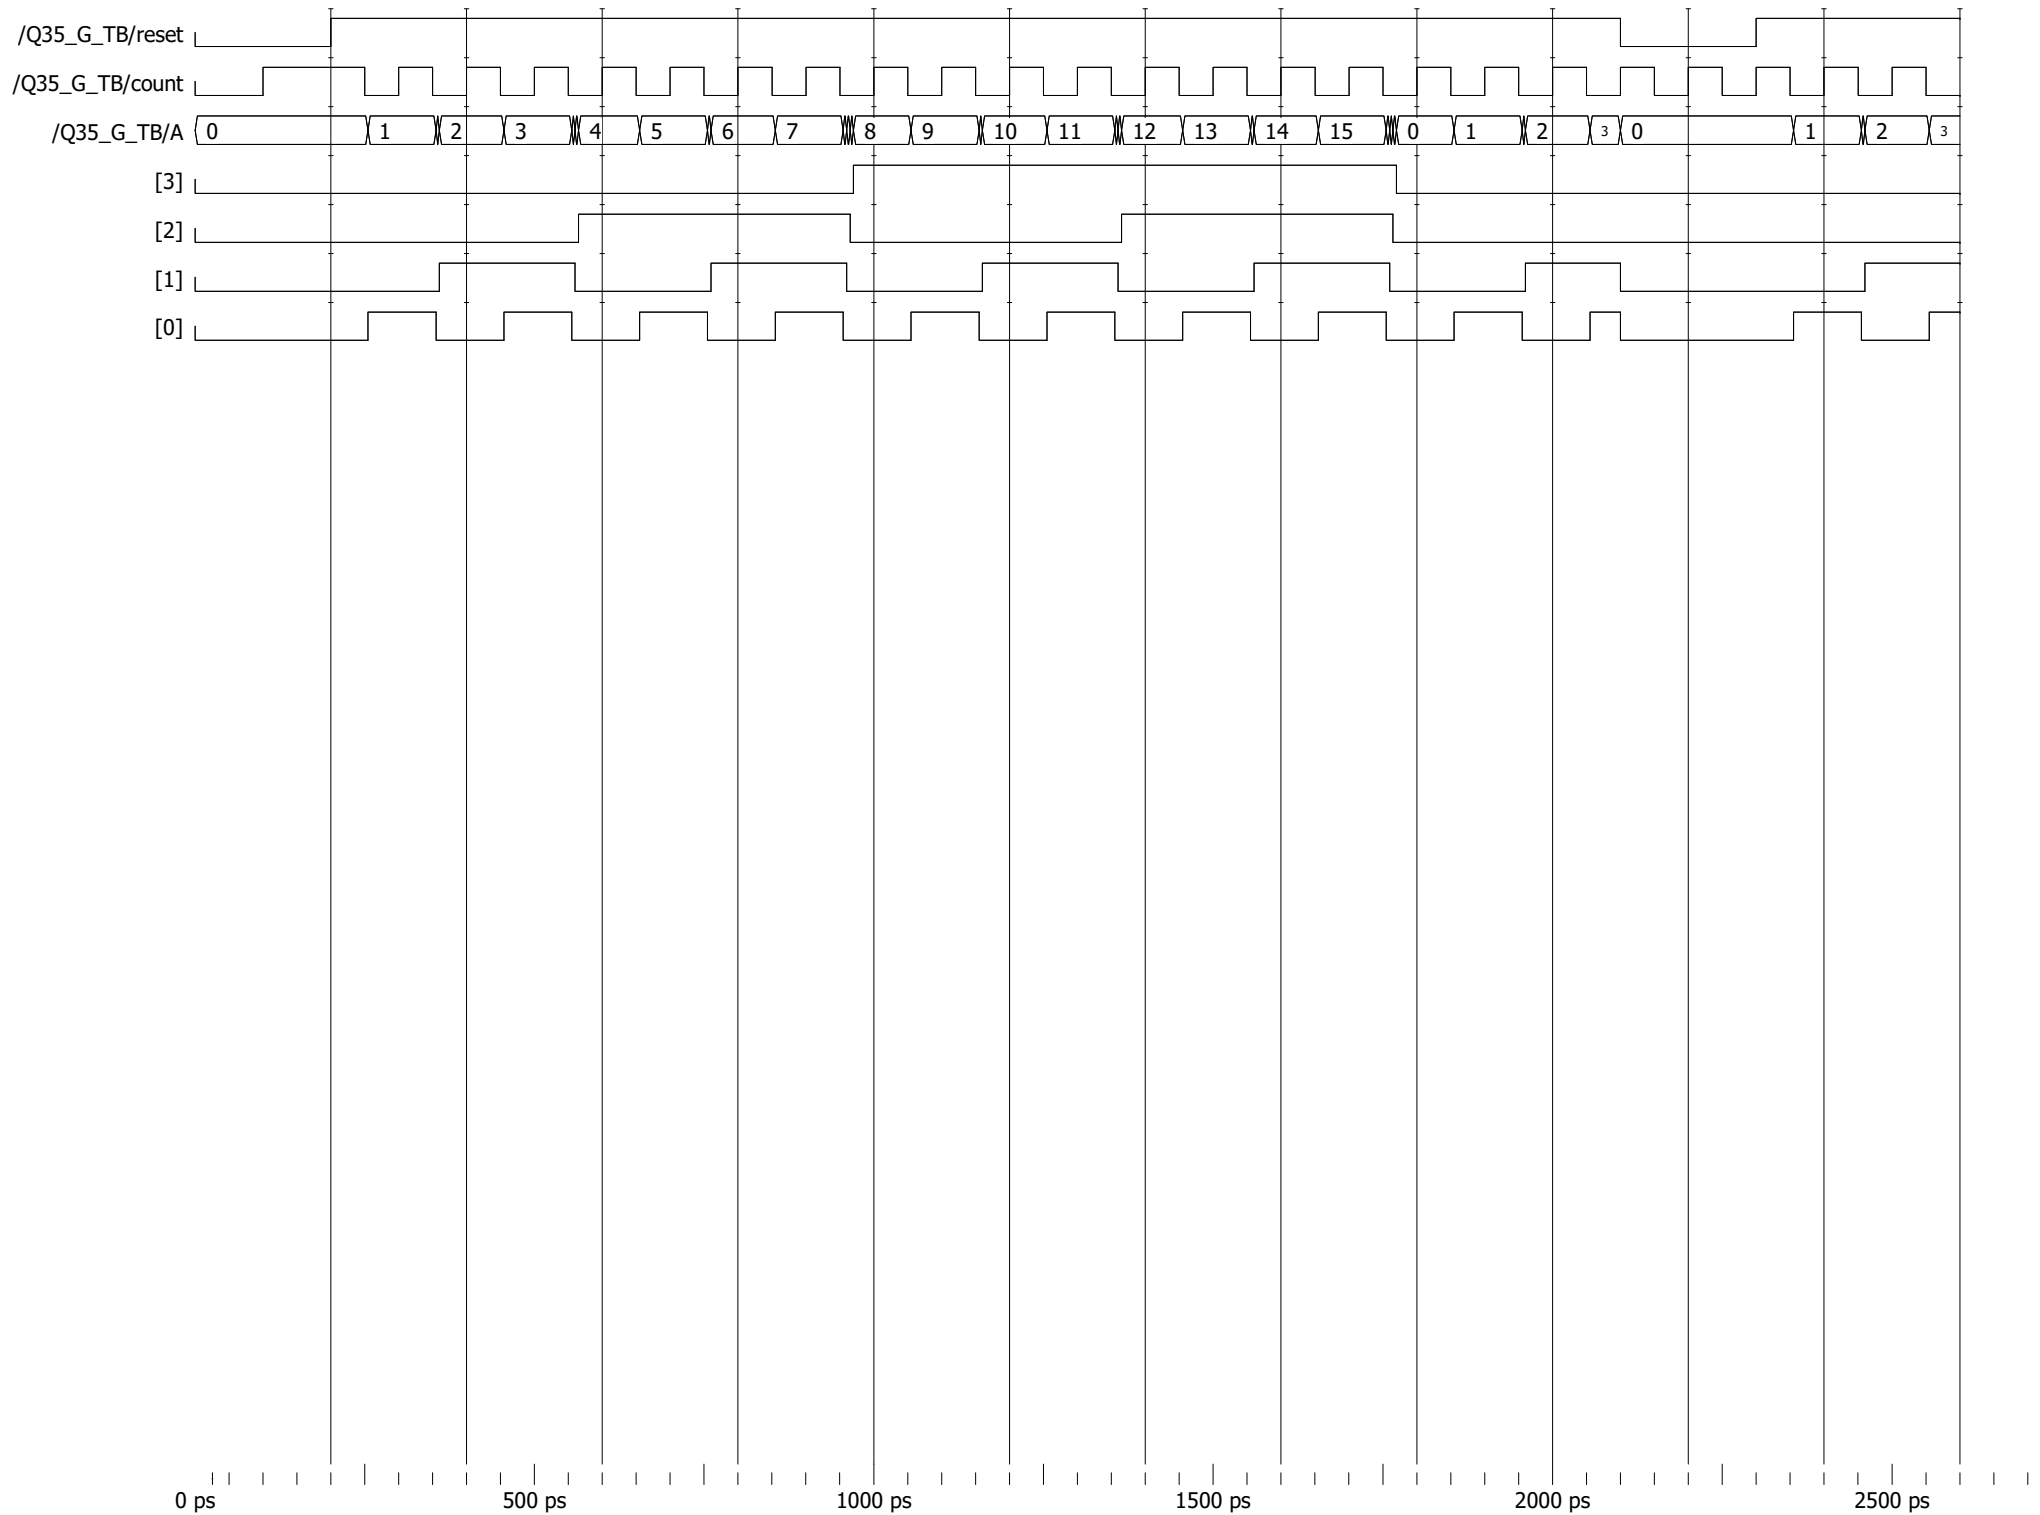 /Q35_G_TB/reset
/Q35_G_TB/count
/Q35_G_TB/A 0 1 2 3 4 5 6 7 8 9 10 11 12 13 14 15 0 1 2 3 0 1 2 3
[3]
[2]
[1]
[0]
0 ps 500 ps 1000 ps 1500 ps 2000 ps 2500 ps